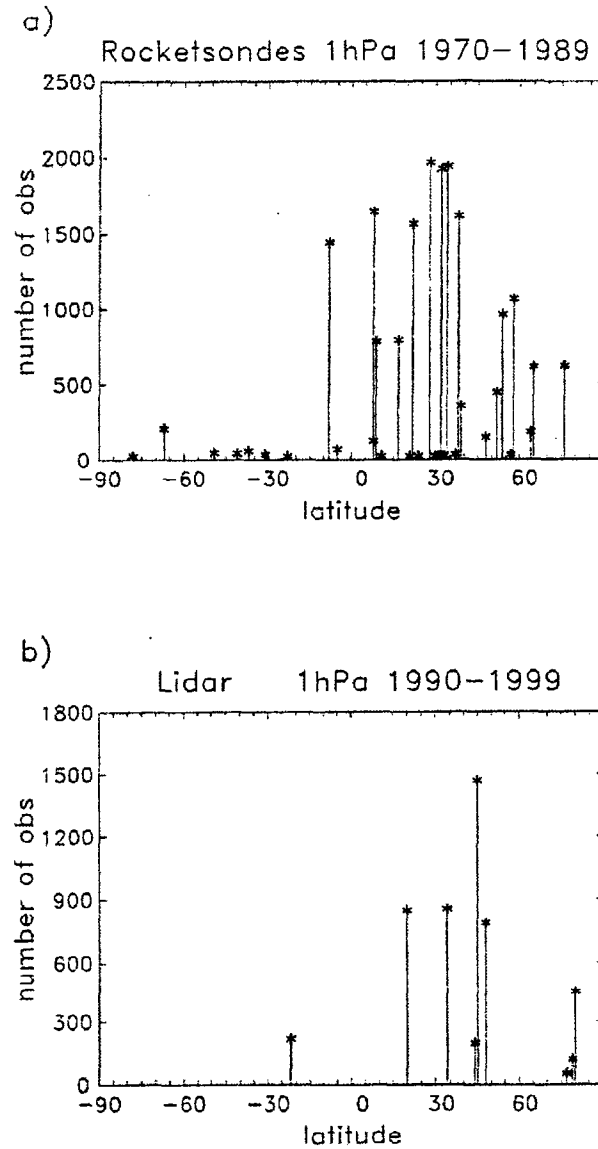 a)
Rocketsondes 1hPa 1970-1989
2500
2000
1500
1000
500
0
number of obs
-90 -60 -30 0 30 60
latitude
b)
Lidar 1hPa 1990-1999
1800
1500
1200
900
600
300
0
number of obs
-90 -60 -30 0 30 60
latitude